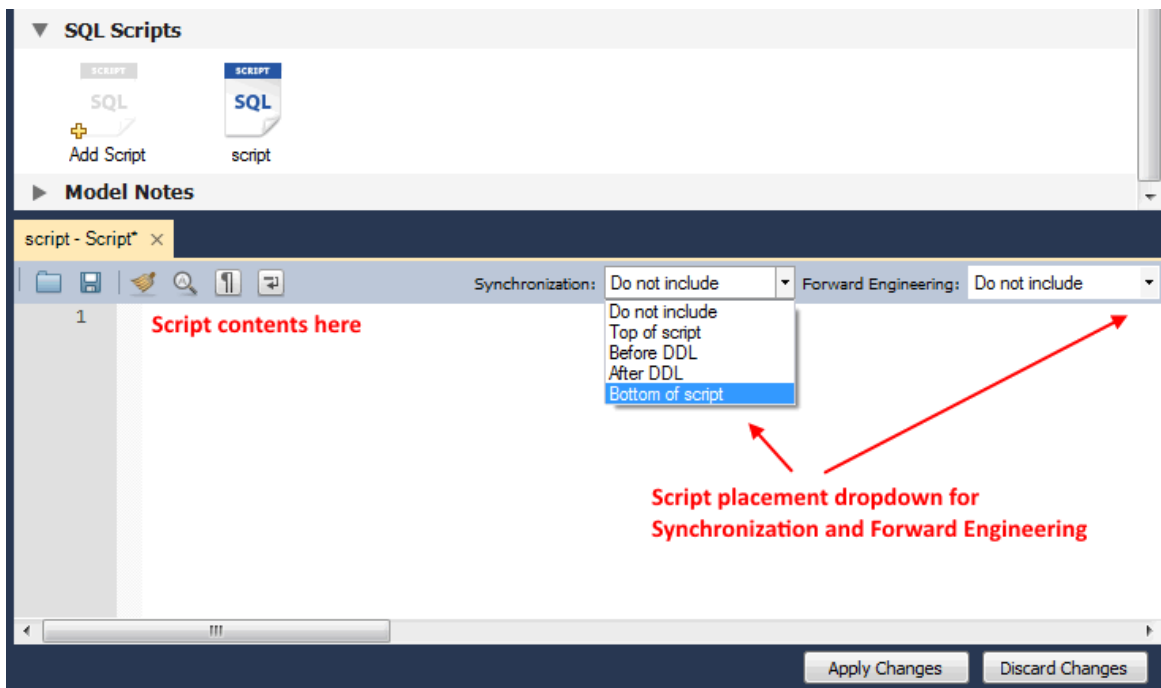 SQL Scripts
SCRIPT SCRIPT
SQL SQL
Add Script script
Model Notes
script - Script*
Synchronization: Do not include Forward Engineering: Do not include
1 Script contents here
Do not include
Top of script
Before DDL
After DDL
Bottom of script
Script placement dropdown for
Synchronization and Forward Engineering
Apply Changes Discard Changes